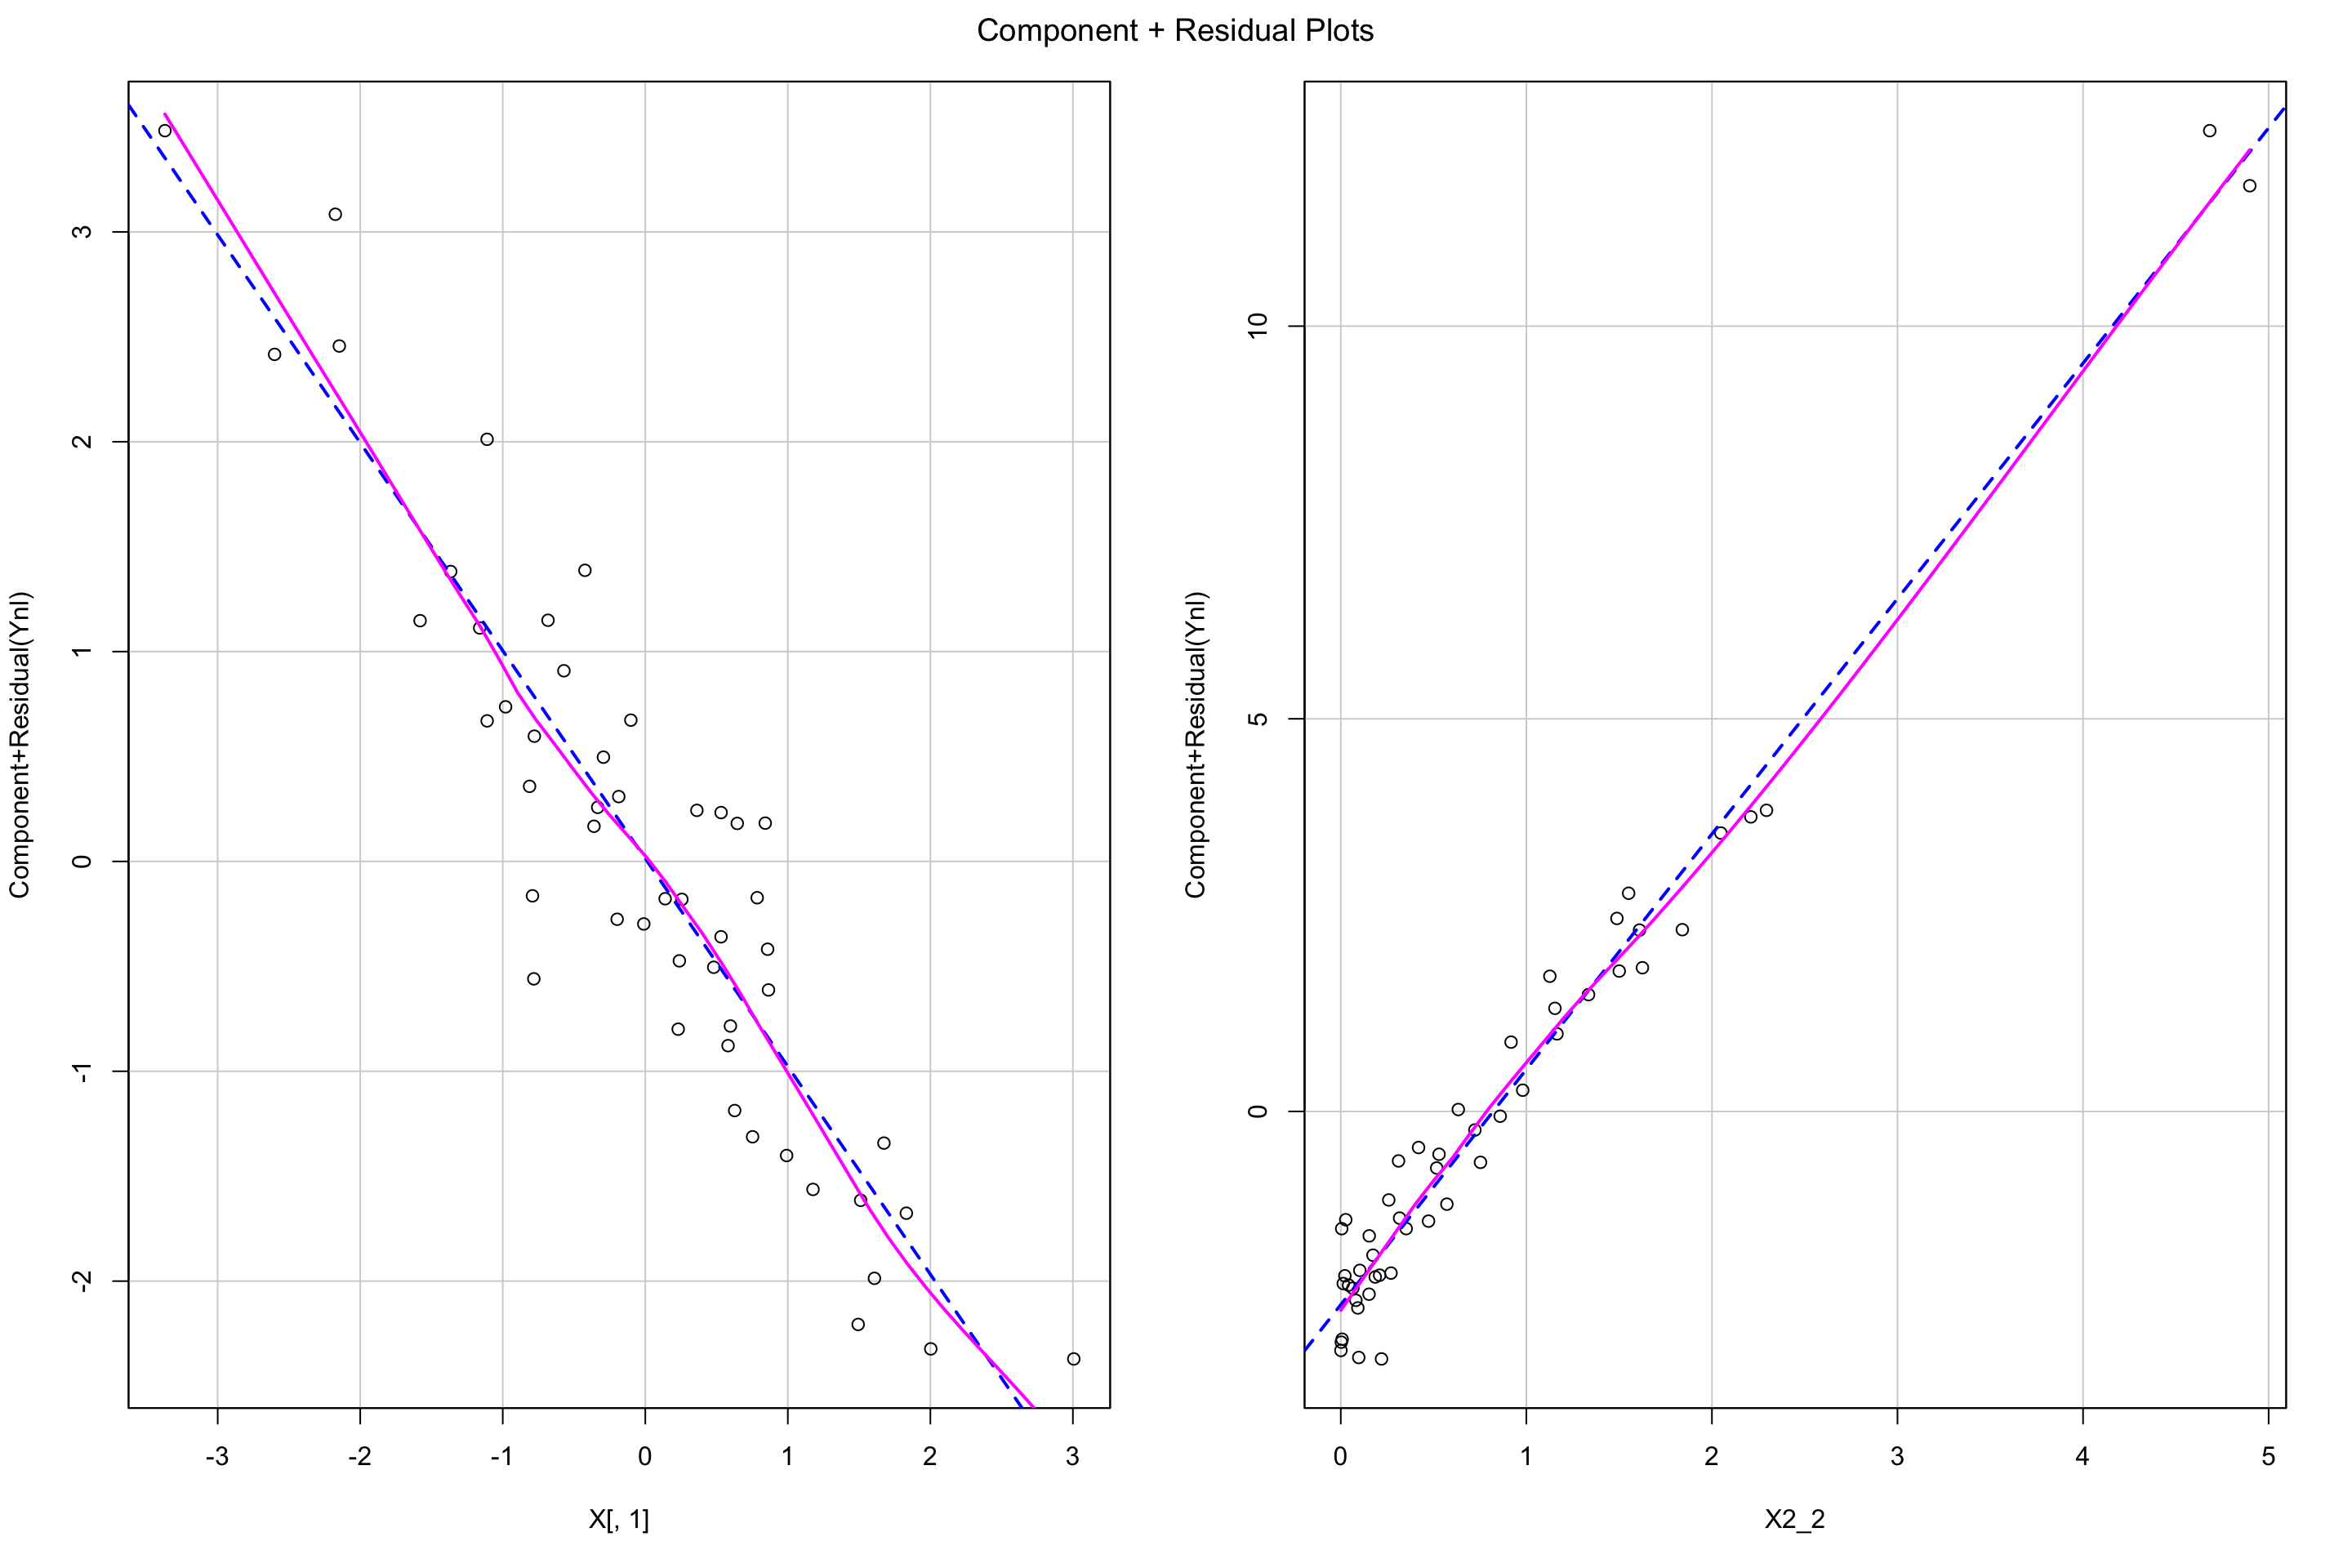 Component + Residual Plots
Component+Residual(Ynl)
3
2
1
0
-1
-2
-3 -2 -1 0 1 2 3
X[, 1]
Component+Residual(Ynl)
10
5
0
0 1 2 3 4 5
X2_2